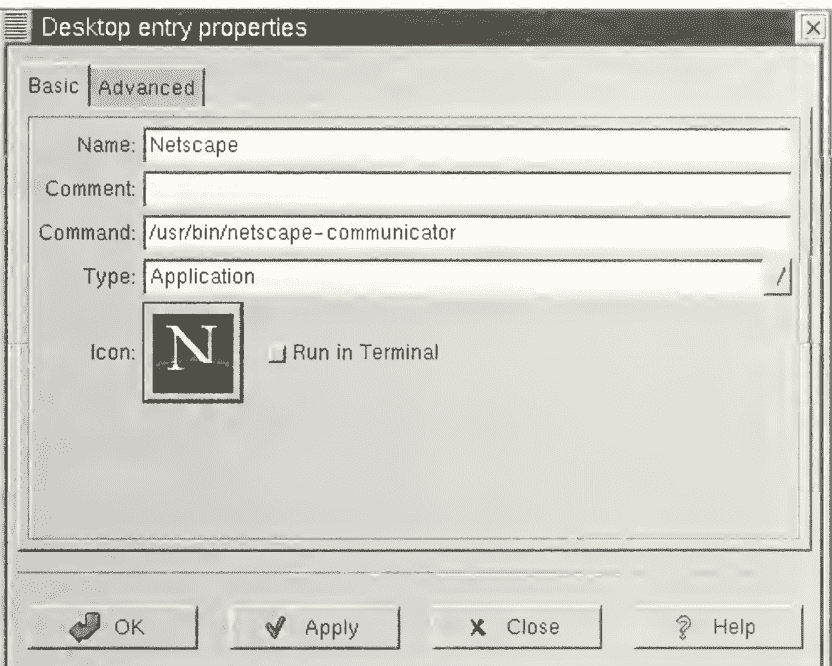 Desktop entry properties
Basic Advanced
Name: Netscape
Comment:
Command: /usr/bin/netscape-communicator
Type: Application
Icon: N Run in Terminal
OK Apply Close Help